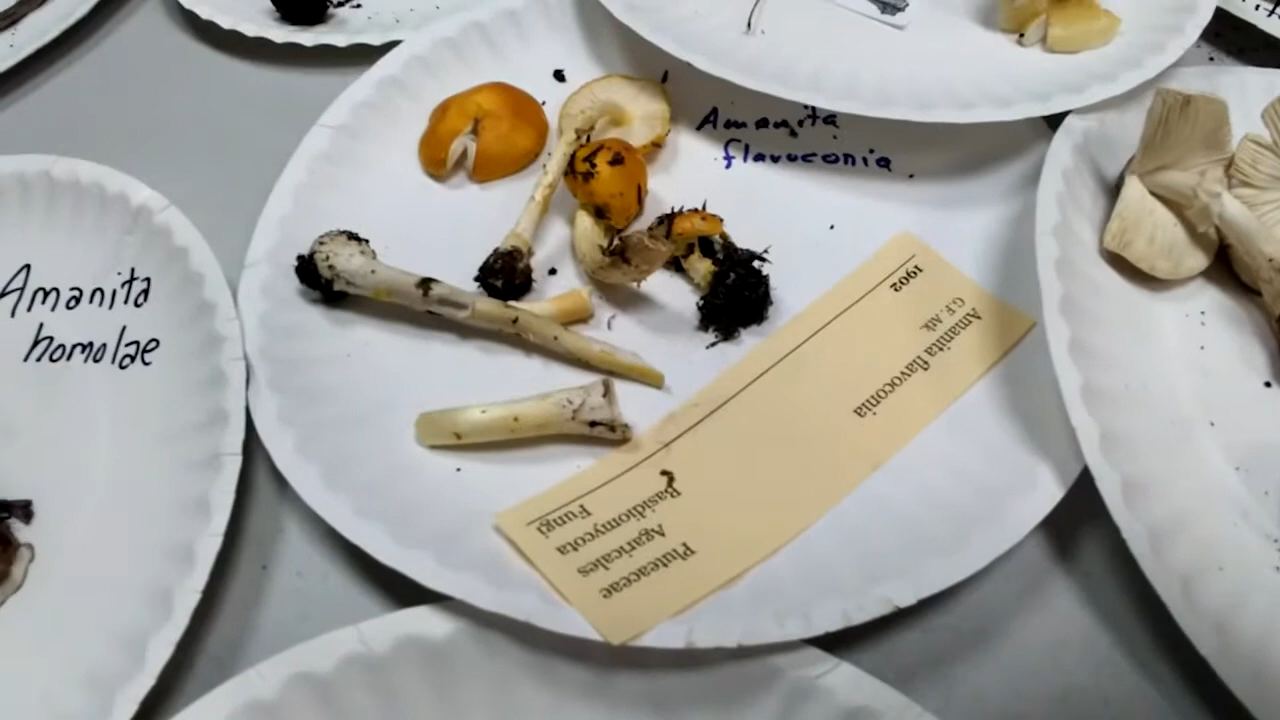 Amanita
flavoconia.
Amanita
homolae
1902
G.F. Atk.
Amanita flavoconia
Fungi
Basidiomycota
Agaricales
Pluteaceae